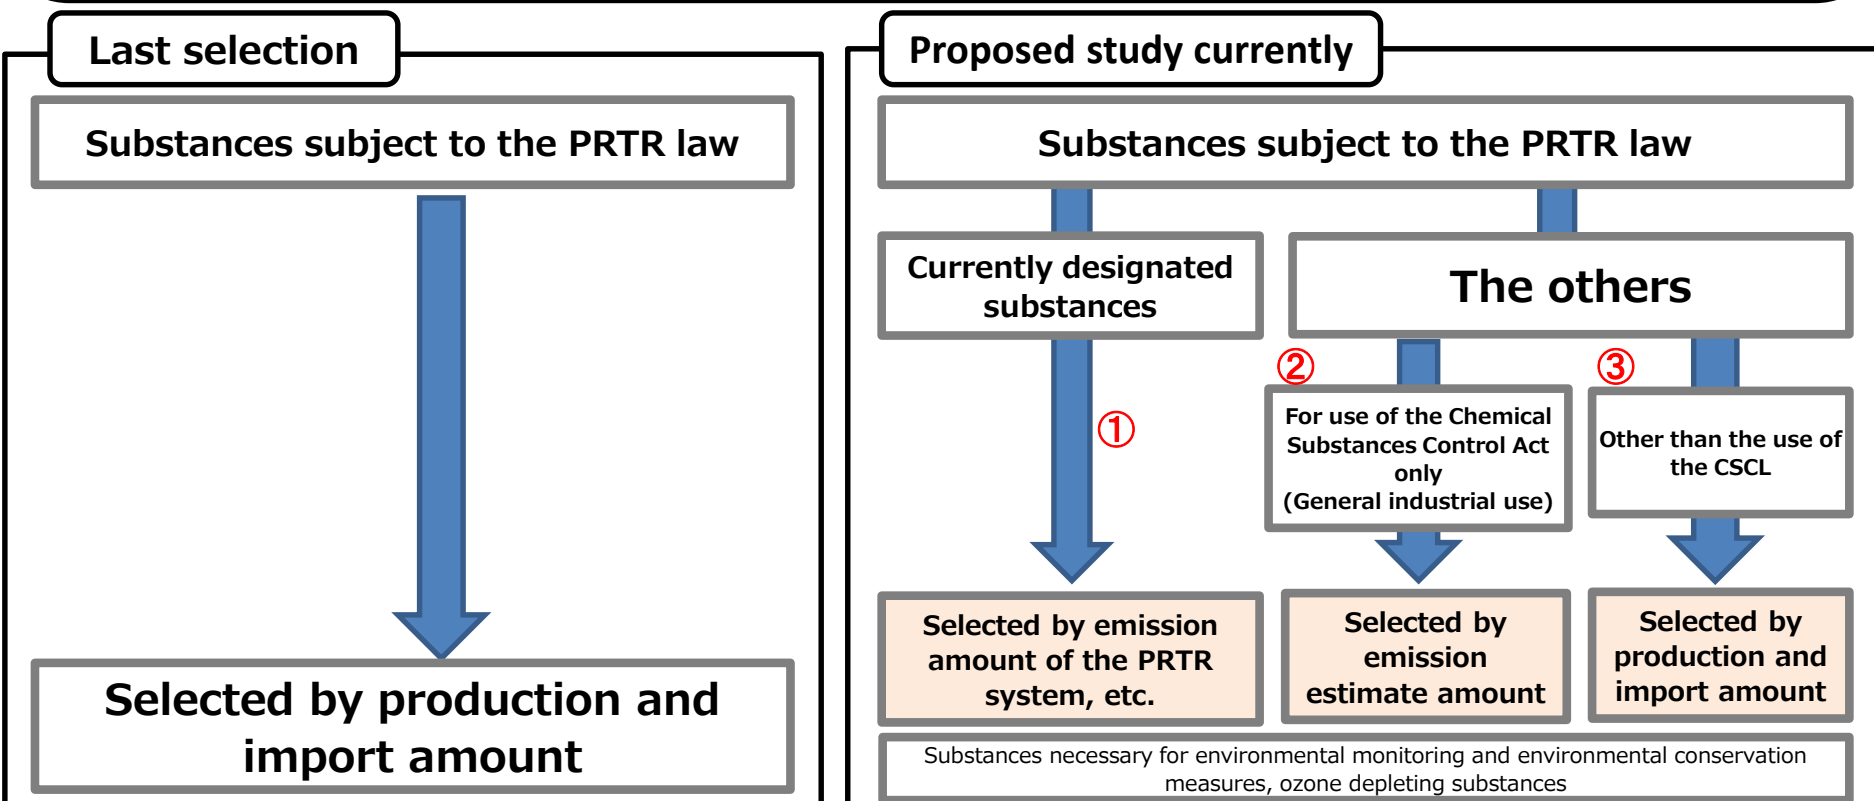 Last selection
Substances subject to the PRTR law
Selected by production and
import amount
Proposed study currently
Substances subject to the PRTR law
Currently designated
substances
The others
①
②
For use of the Chemical
Substances Control Act
only
(General industrial use)
③
Other than the use of
the CSCL
Selected by emission
amount of the PRTR
system, etc.
Selected by
emission
estimate amount
Selected by
production and
import amount
Substances necessary for environmental monitoring and environmental conservation
measures, ozone depleting substances